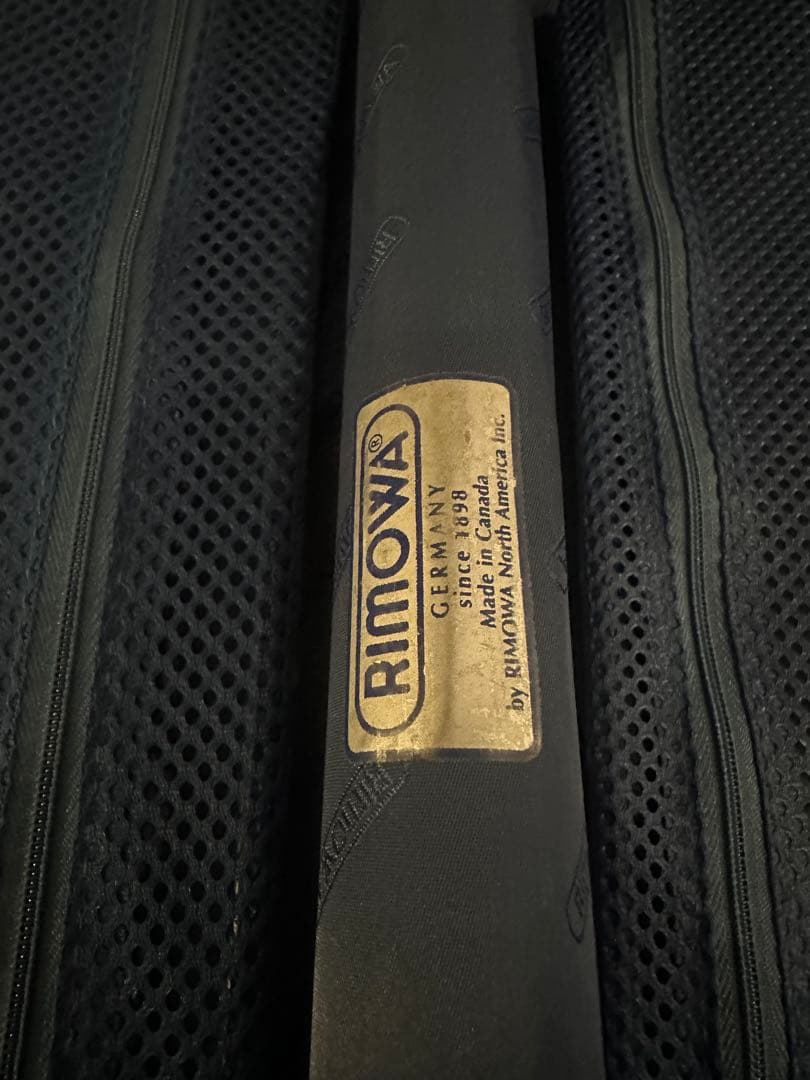 RIMOWA®
GERMANY
since 1898
Made in Canada
by RIMOWA North America Inc.